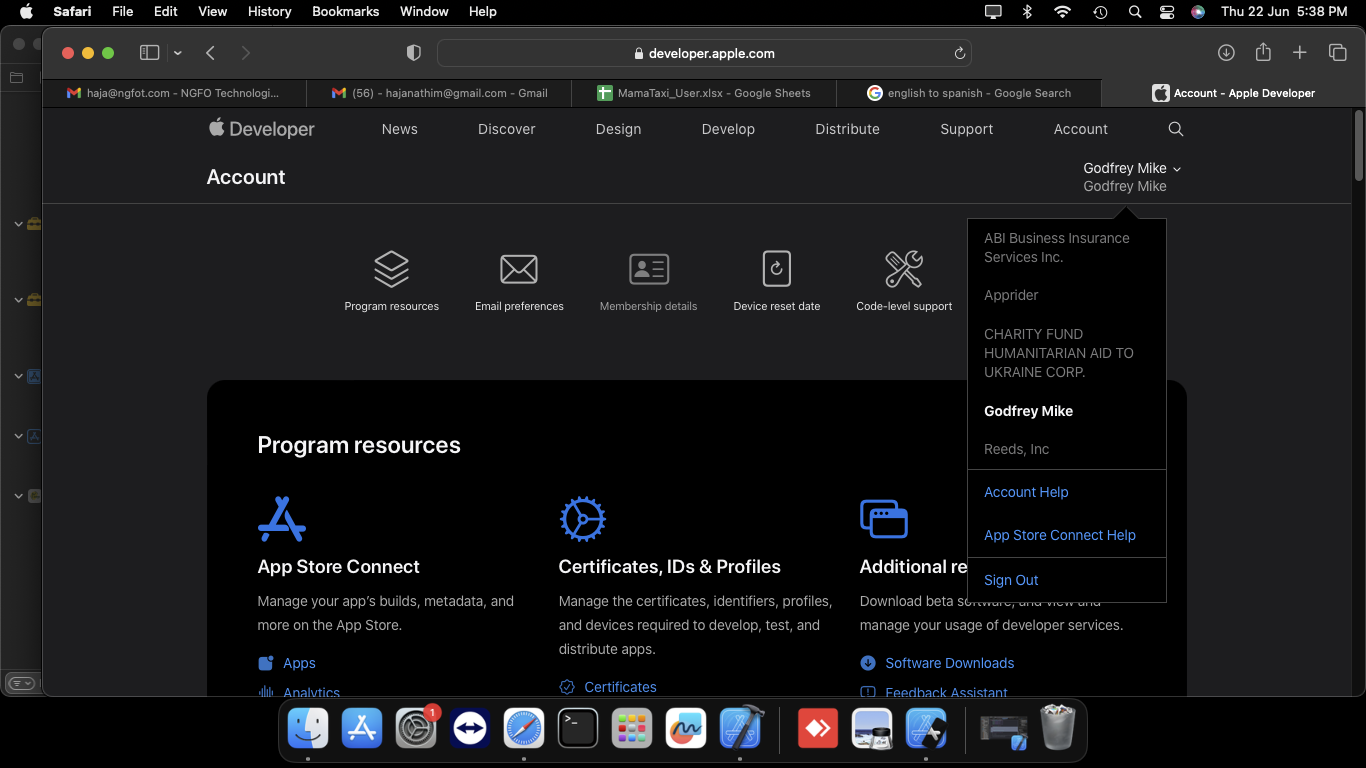 Safari File Edit View History Bookmarks Window Help Thu 22 Jun 5:38 PM
developer.apple.com
haja@ngfot.com - NGFO Technologi... (56) - hajanathim@gmail.com - Gmail MamaTaxi_User.xlsx - Google Sheets english to spanish - Google Search Account - Apple Developer
Developer News Discover Design Develop Distribute Support Account
Account
Godfrey Mike
Godfrey Mike
Program resources Email preferences Membership details Device reset date Code-level support
ABI Business Insurance
Services Inc.
Apprider
CHARITY FUND
HUMANITARIAN AID TO
UKRAINE CORP.
Godfrey Mike
Reeds, Inc
Account Help
App Store Connect Help
Sign Out
Program resources
App Store Connect
Manage your app's builds, metadata, and
more on the App Store.
Apps
Analytics
Certificates, IDs & Profiles
Manage the certificates, identifiers, profiles,
and devices required to develop, test, and
distribute apps.
Certificates
Additional re
Download beta software, and view and
manage your usage of developer services.
Software Downloads
Feedback Assistant
1